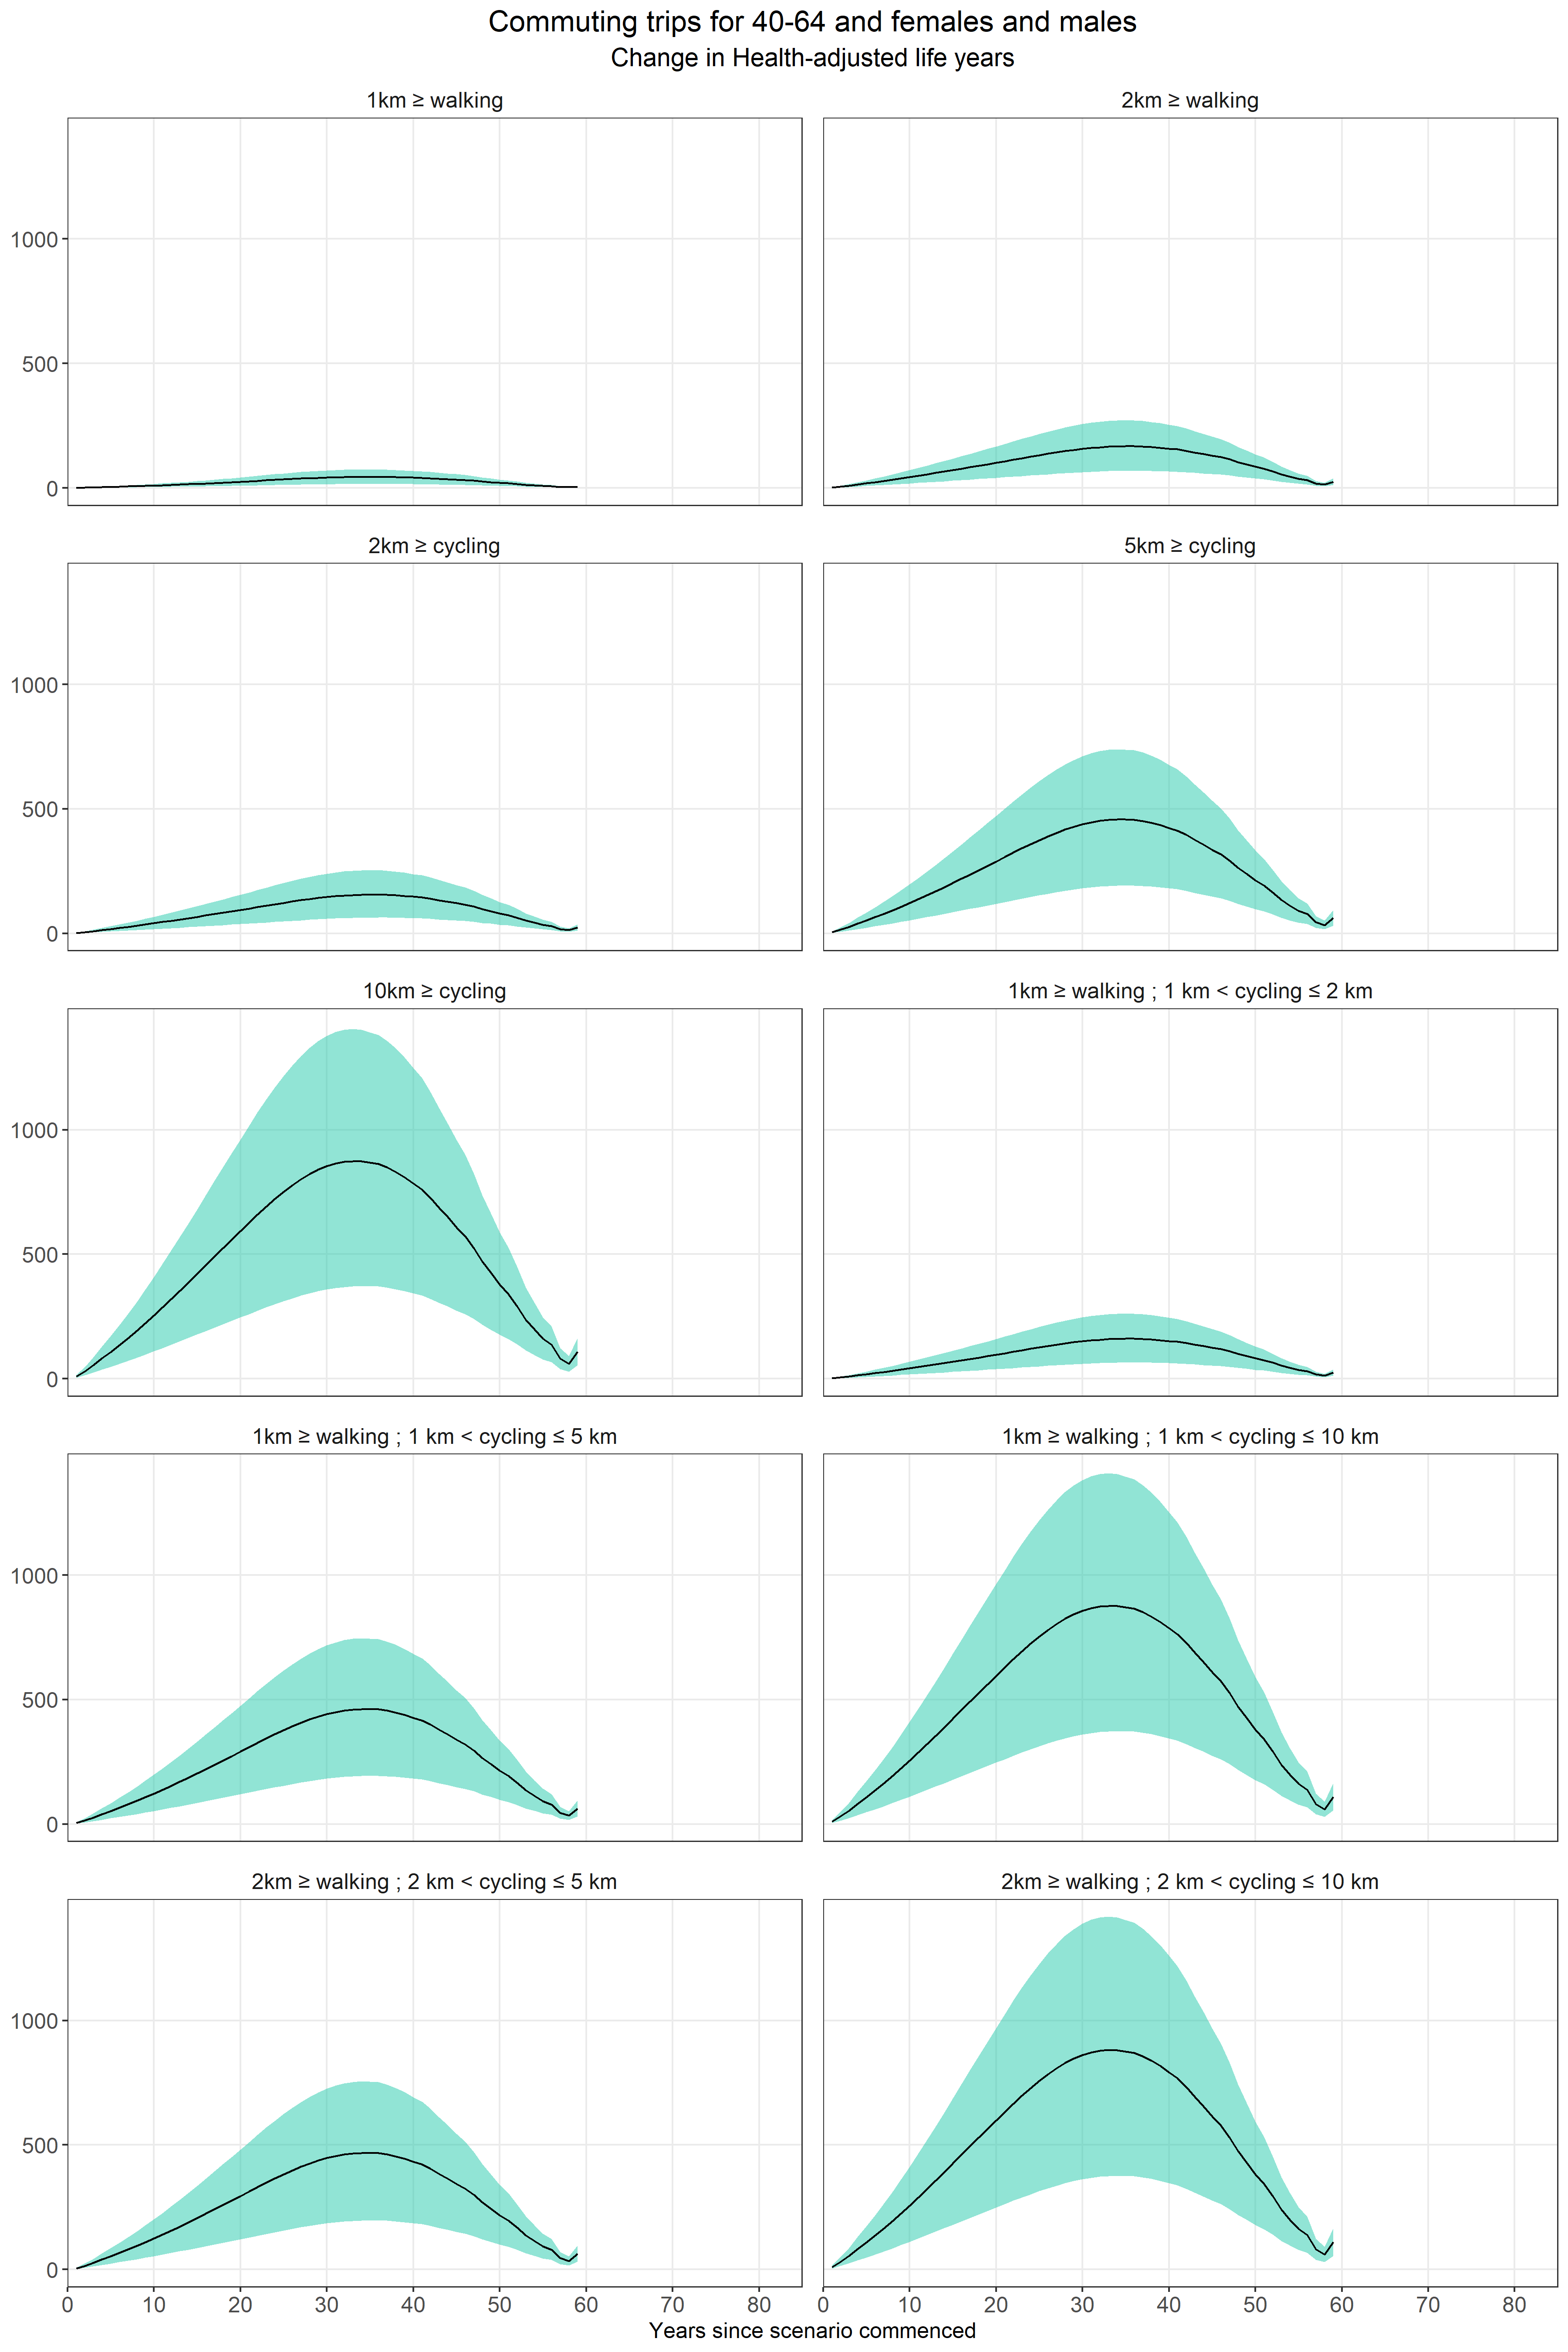 Commuting trips for 40-64 and females and males
Change in Health-adjusted life years
1km ≥ walking
2km ≥ walking
1000
500
0
2km ≥ cycling
5km ≥ cycling
1000
500
0
10km ≥ cycling
1km ≥ walking ; 1 km < cycling ≤ 2 km
1000
500
0
1km ≥ walking ; 1 km < cycling ≤ 5 km
1km ≥ walking ; 1 km < cycling ≤ 10 km
1000
500
0
2km ≥ walking ; 2 km < cycling ≤ 5 km
2km ≥ walking ; 2 km < cycling ≤ 10 km
1000
500
0
0 10 20 30 40 50 60 70 80
0 10 20 30 40 50 60 70 80
Years since scenario commenced